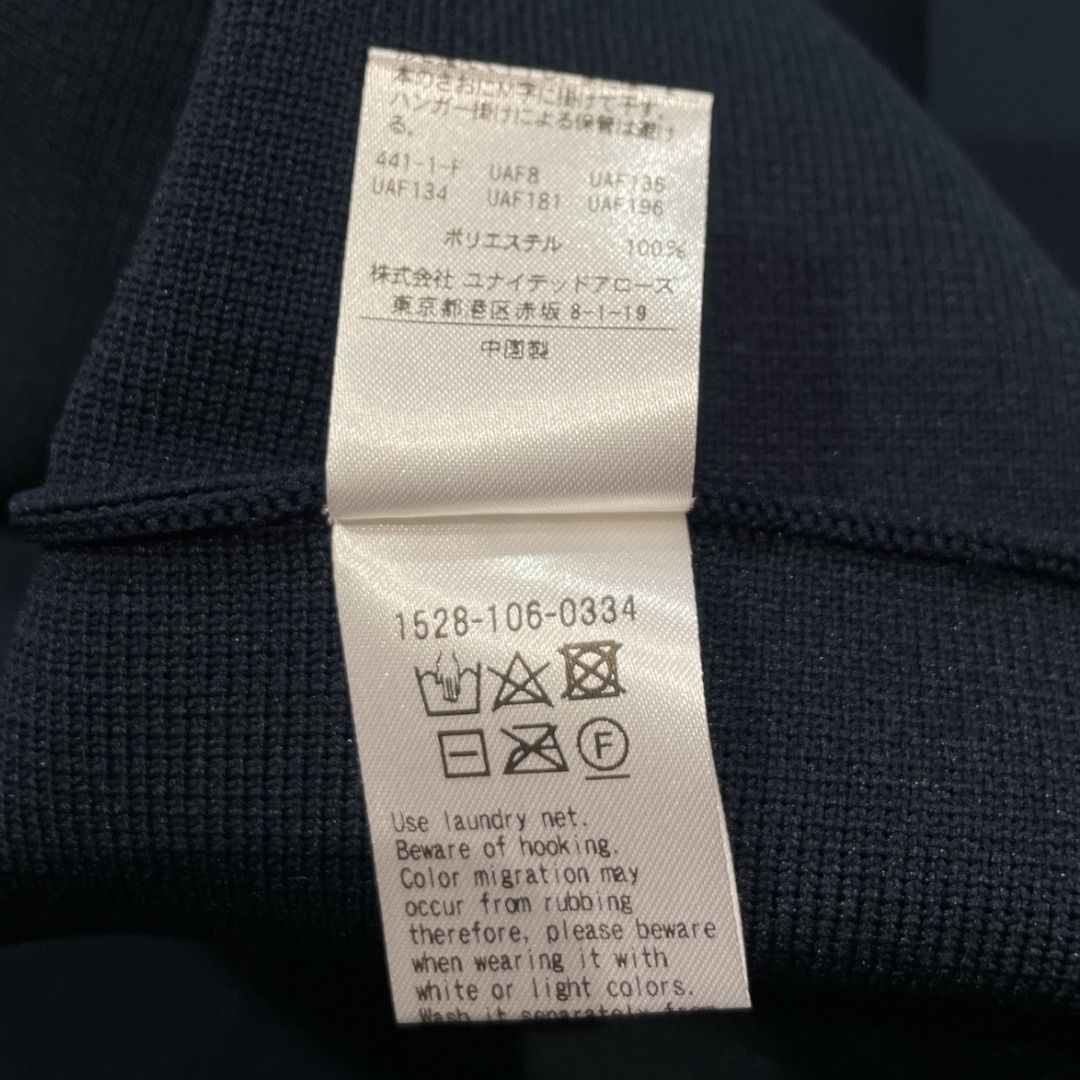 本のさおにM字に掛けて干す。
ハンガー掛けによる保管は避け
る。
441-1-F UAF8 UAF135
UAF134 UAF181 UAF196
ポリエステル 100%
株式会社 ユナイテッドアローズ
東京都港区赤坂 8-1-19
中国製
1528-106-0334
F
Use laundry net.
Beware of hooking.
Color migration may
occur from rubbing
therefore, please beware
when wearing it with
white or light colors.
Wash it separately from